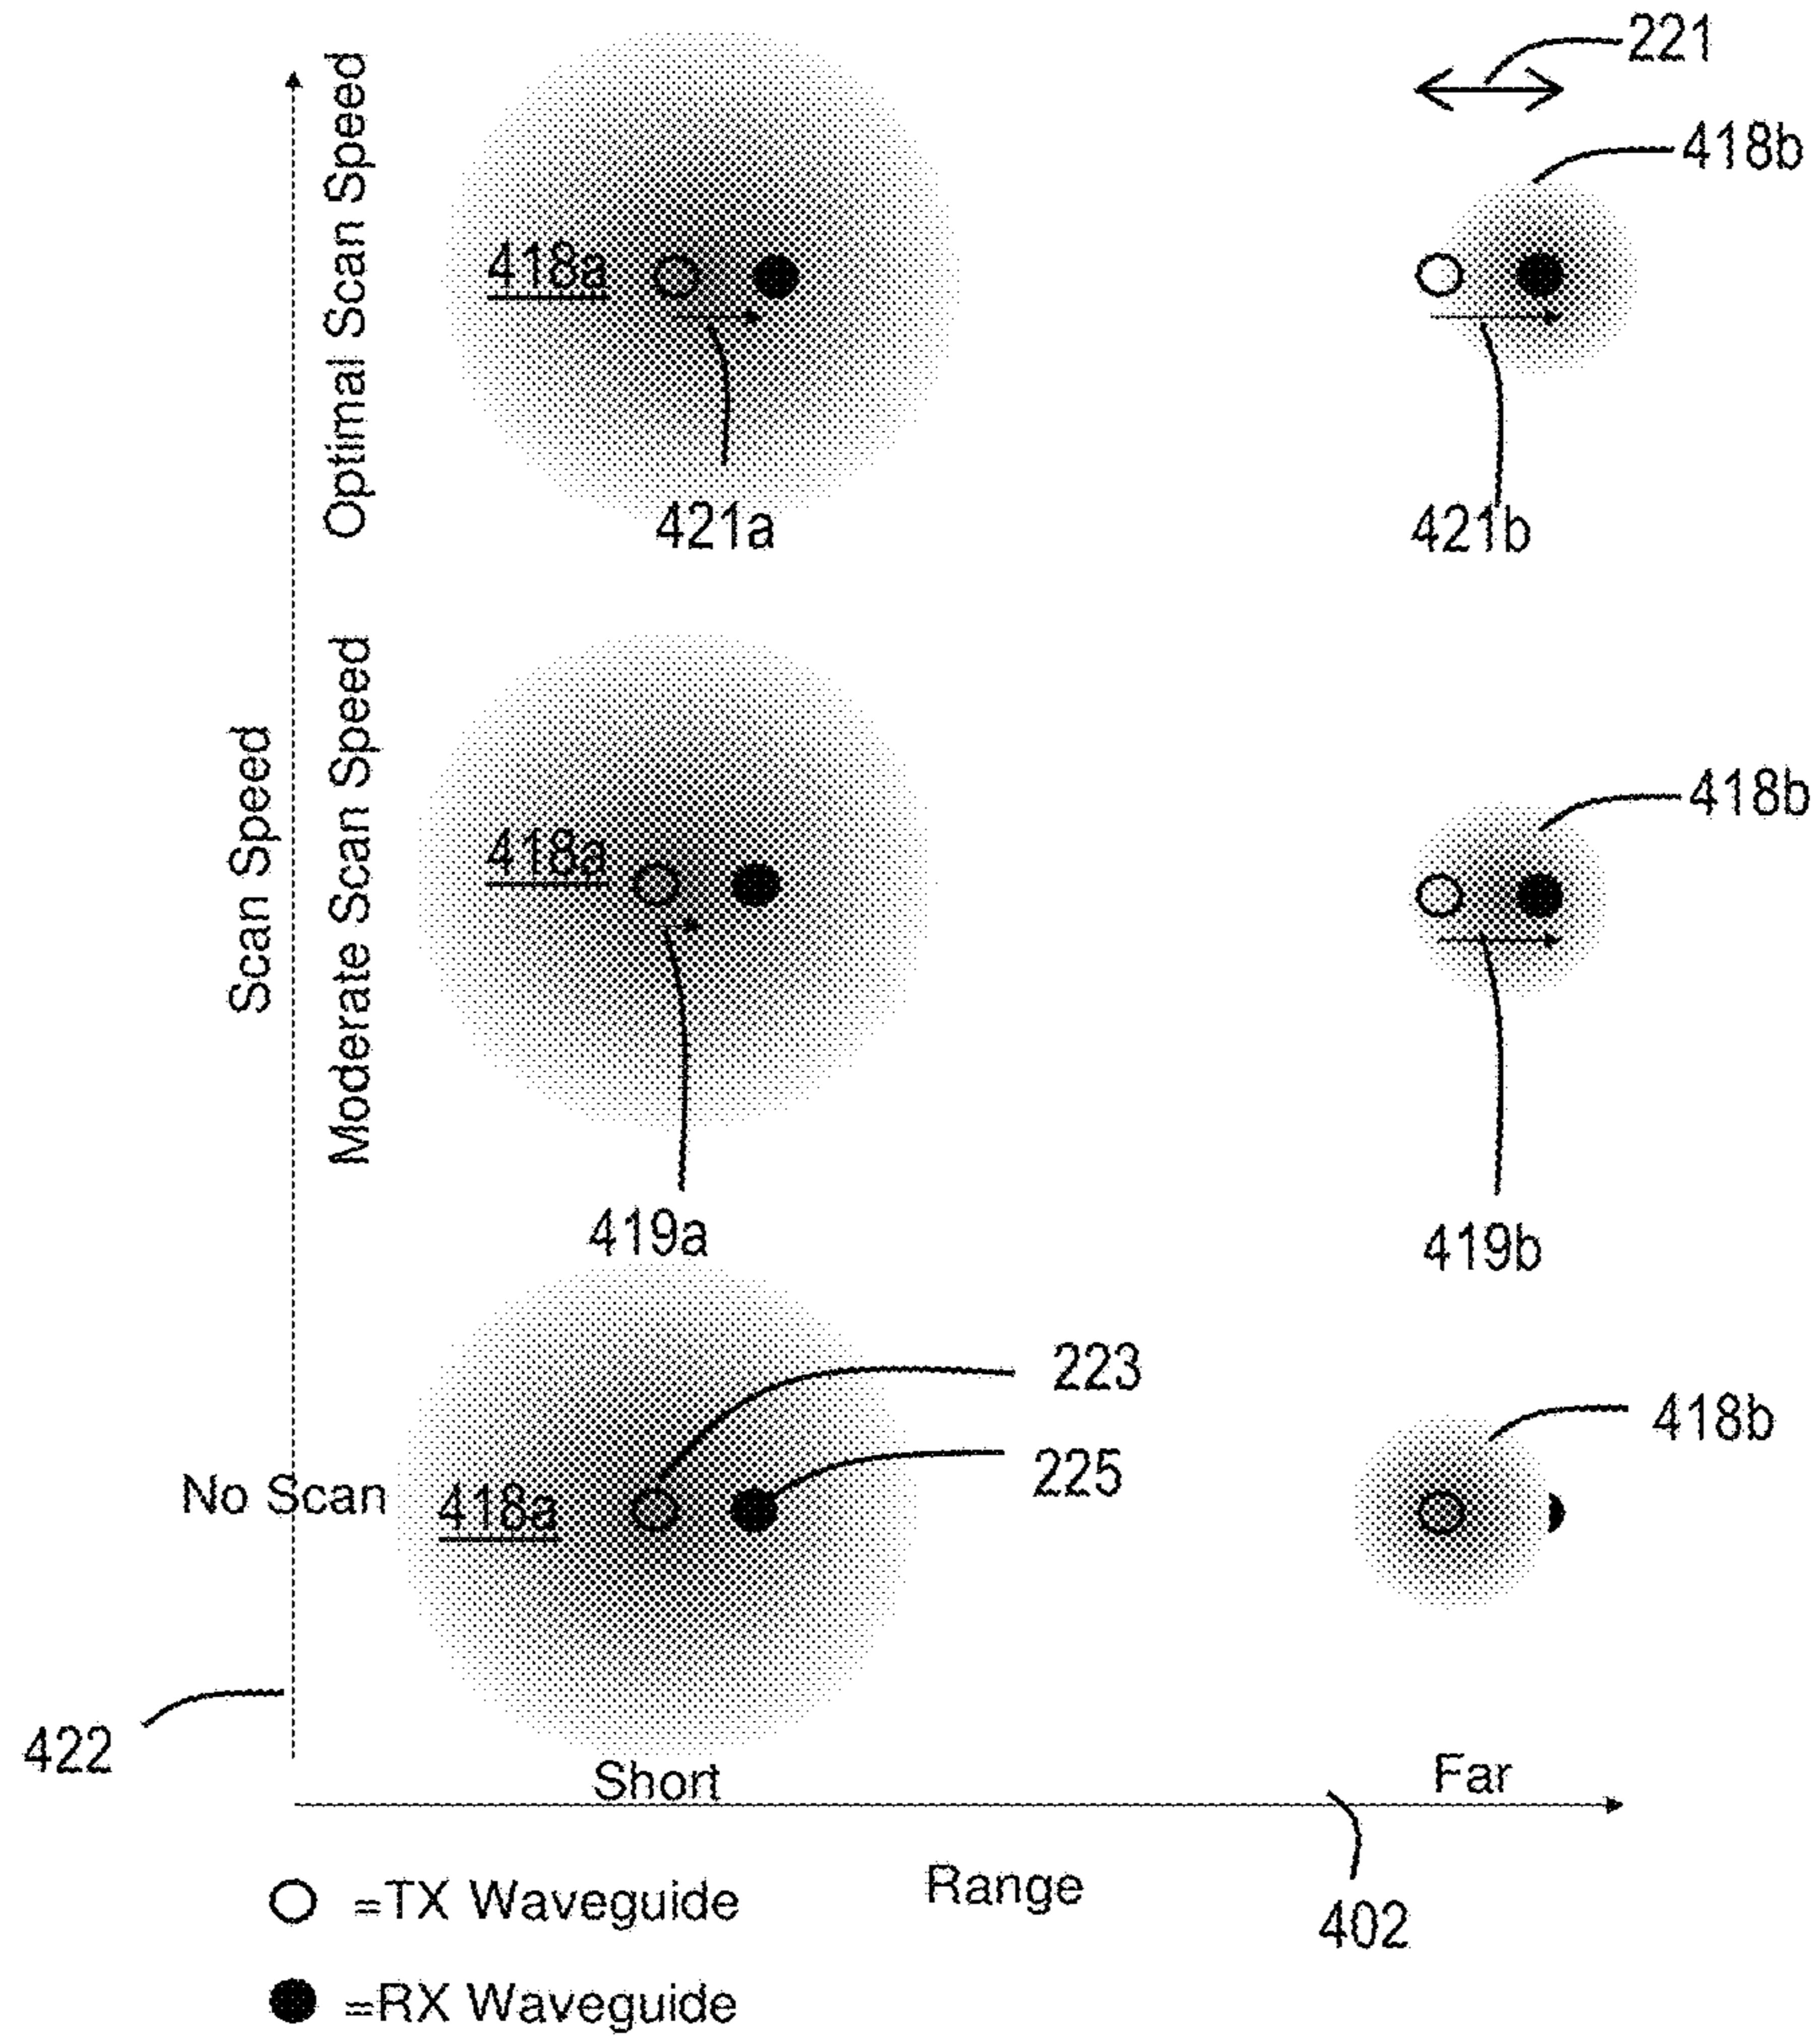 221
418b
Optimal Scan Speed
418a
421a
421b
Scan Speed
Moderate Scan Speed
418b
418a
419a
419b
223
418b
225
No Scan
418a
422
Short
Far
Range
402
=TX Waveguide
=RX Waveguide